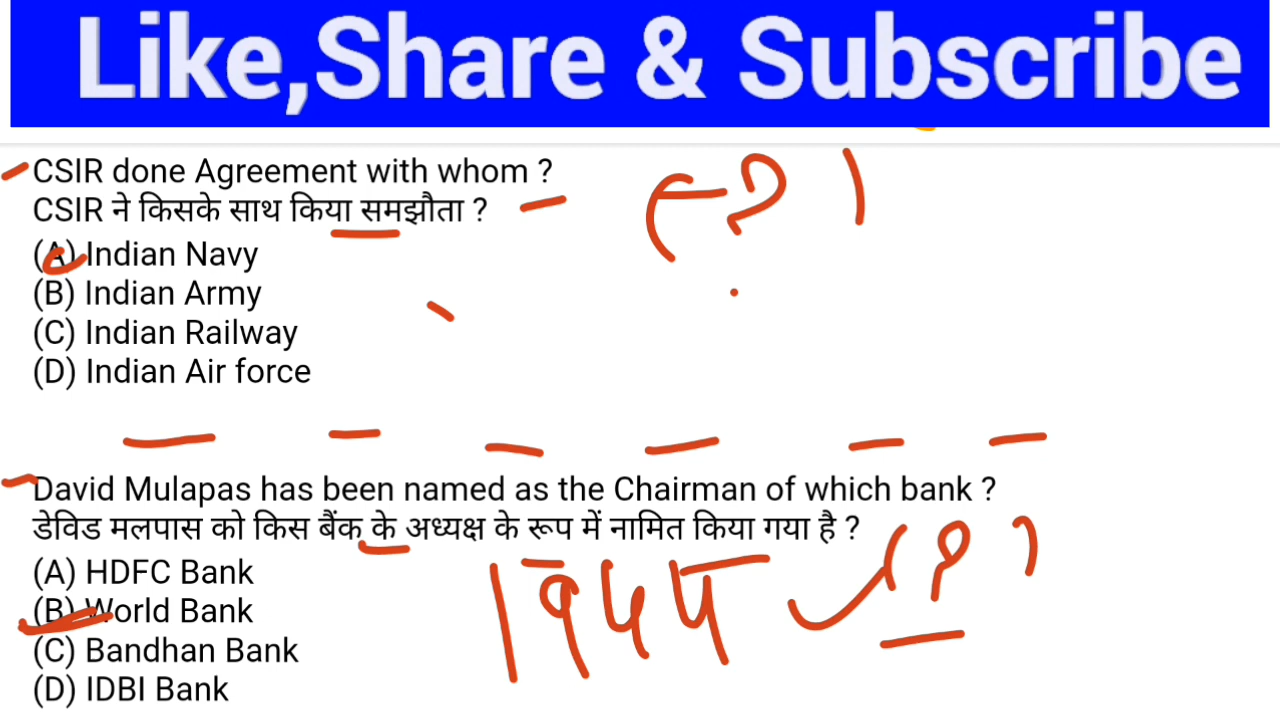 Like,Share & Subscribe
CSIR done Agreement with whom ?
CSIR ने किसके साथ किया समझौता ?
(A) Indian Navy
(B) Indian Army
(C) Indian Railway
(D) Indian Air force
David Mulapas has been named as the Chairman of which bank ?
डेविड मलपास को किस बैंक के अध्यक्ष के रूप में नामित किया गया है ?
(A) HDFC Bank
(B) World Bank
(C) Bandhan Bank
(D) IDBI Bank